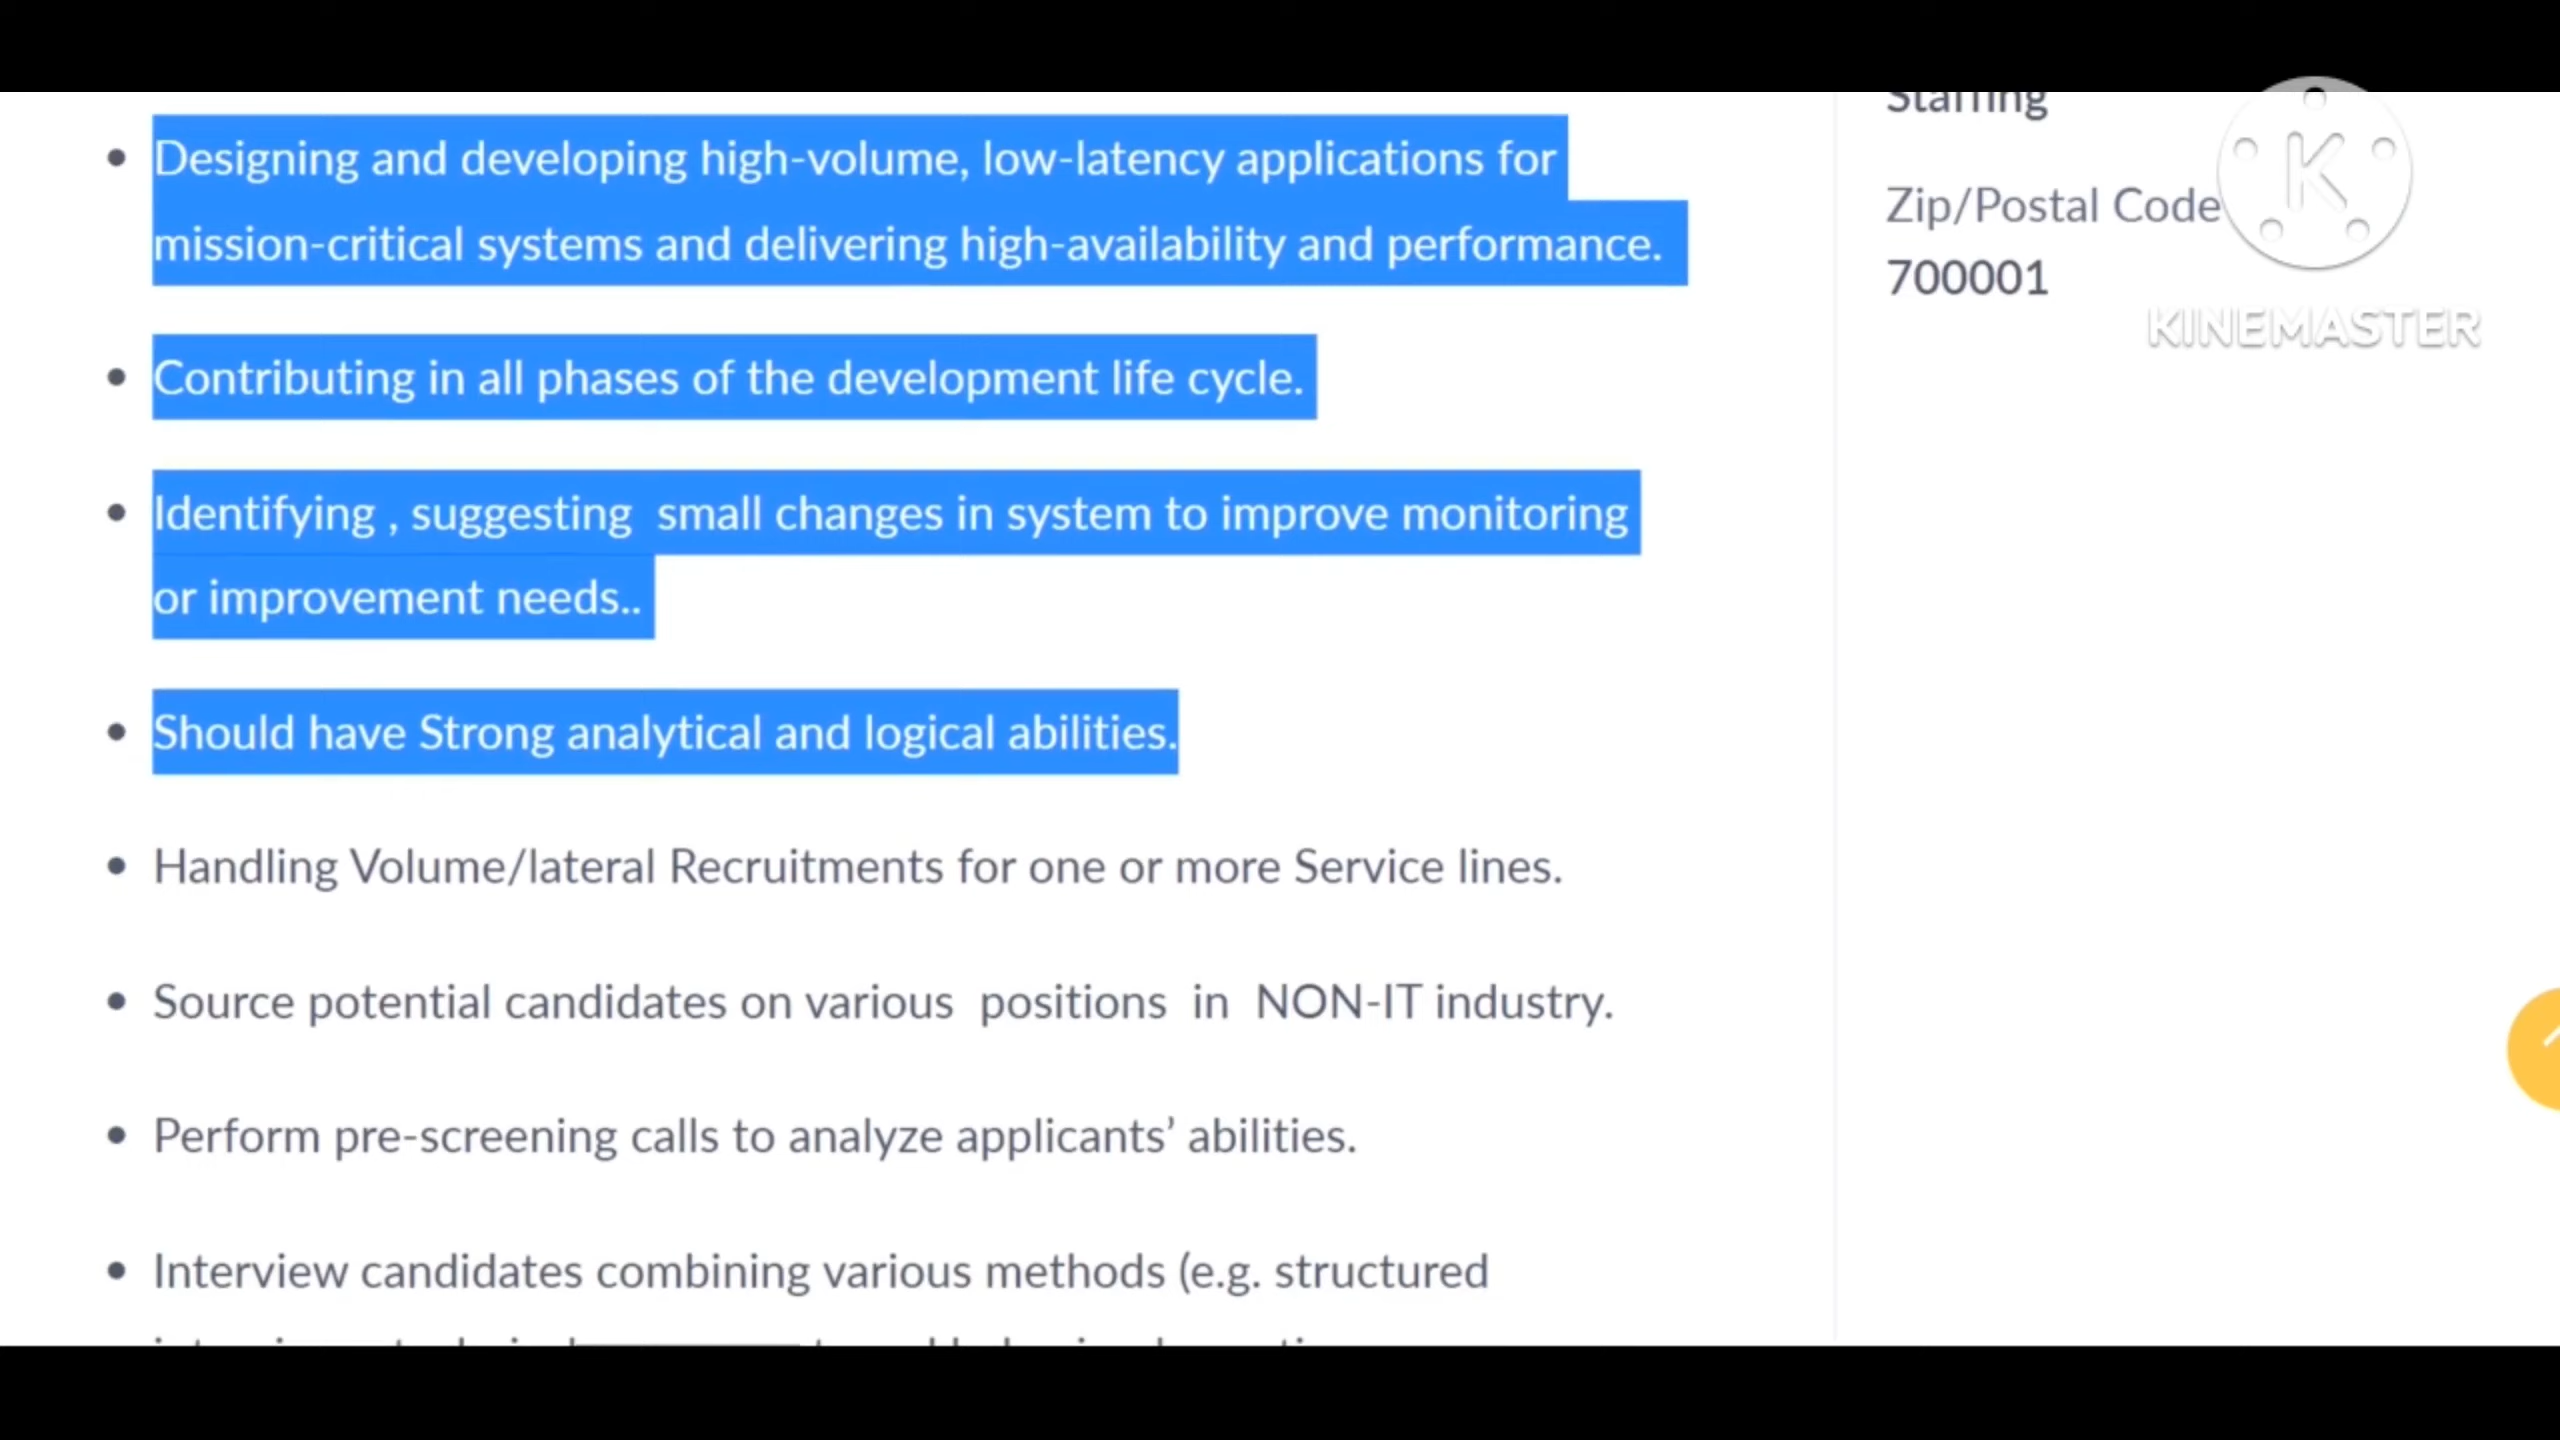 Designing and developing high-volume, low-latency applications for
mission-critical systems and delivering high-availability and performance.
Contributing in all phases of the development life cycle.
Identifying , suggesting  small changes in system to improve monitoring
or improvement needs..
Should have Strong analytical and logical abilities.
Handling Volume/lateral Recruitments for one or more Service lines.
Source potential candidates on various  positions  in  NON-IT industry.
Perform pre-screening calls to analyze applicants’ abilities.
Interview candidates combining various methods (e.g. structured
Staffing
Zip/Postal Code
700001
K
KINEMASTER